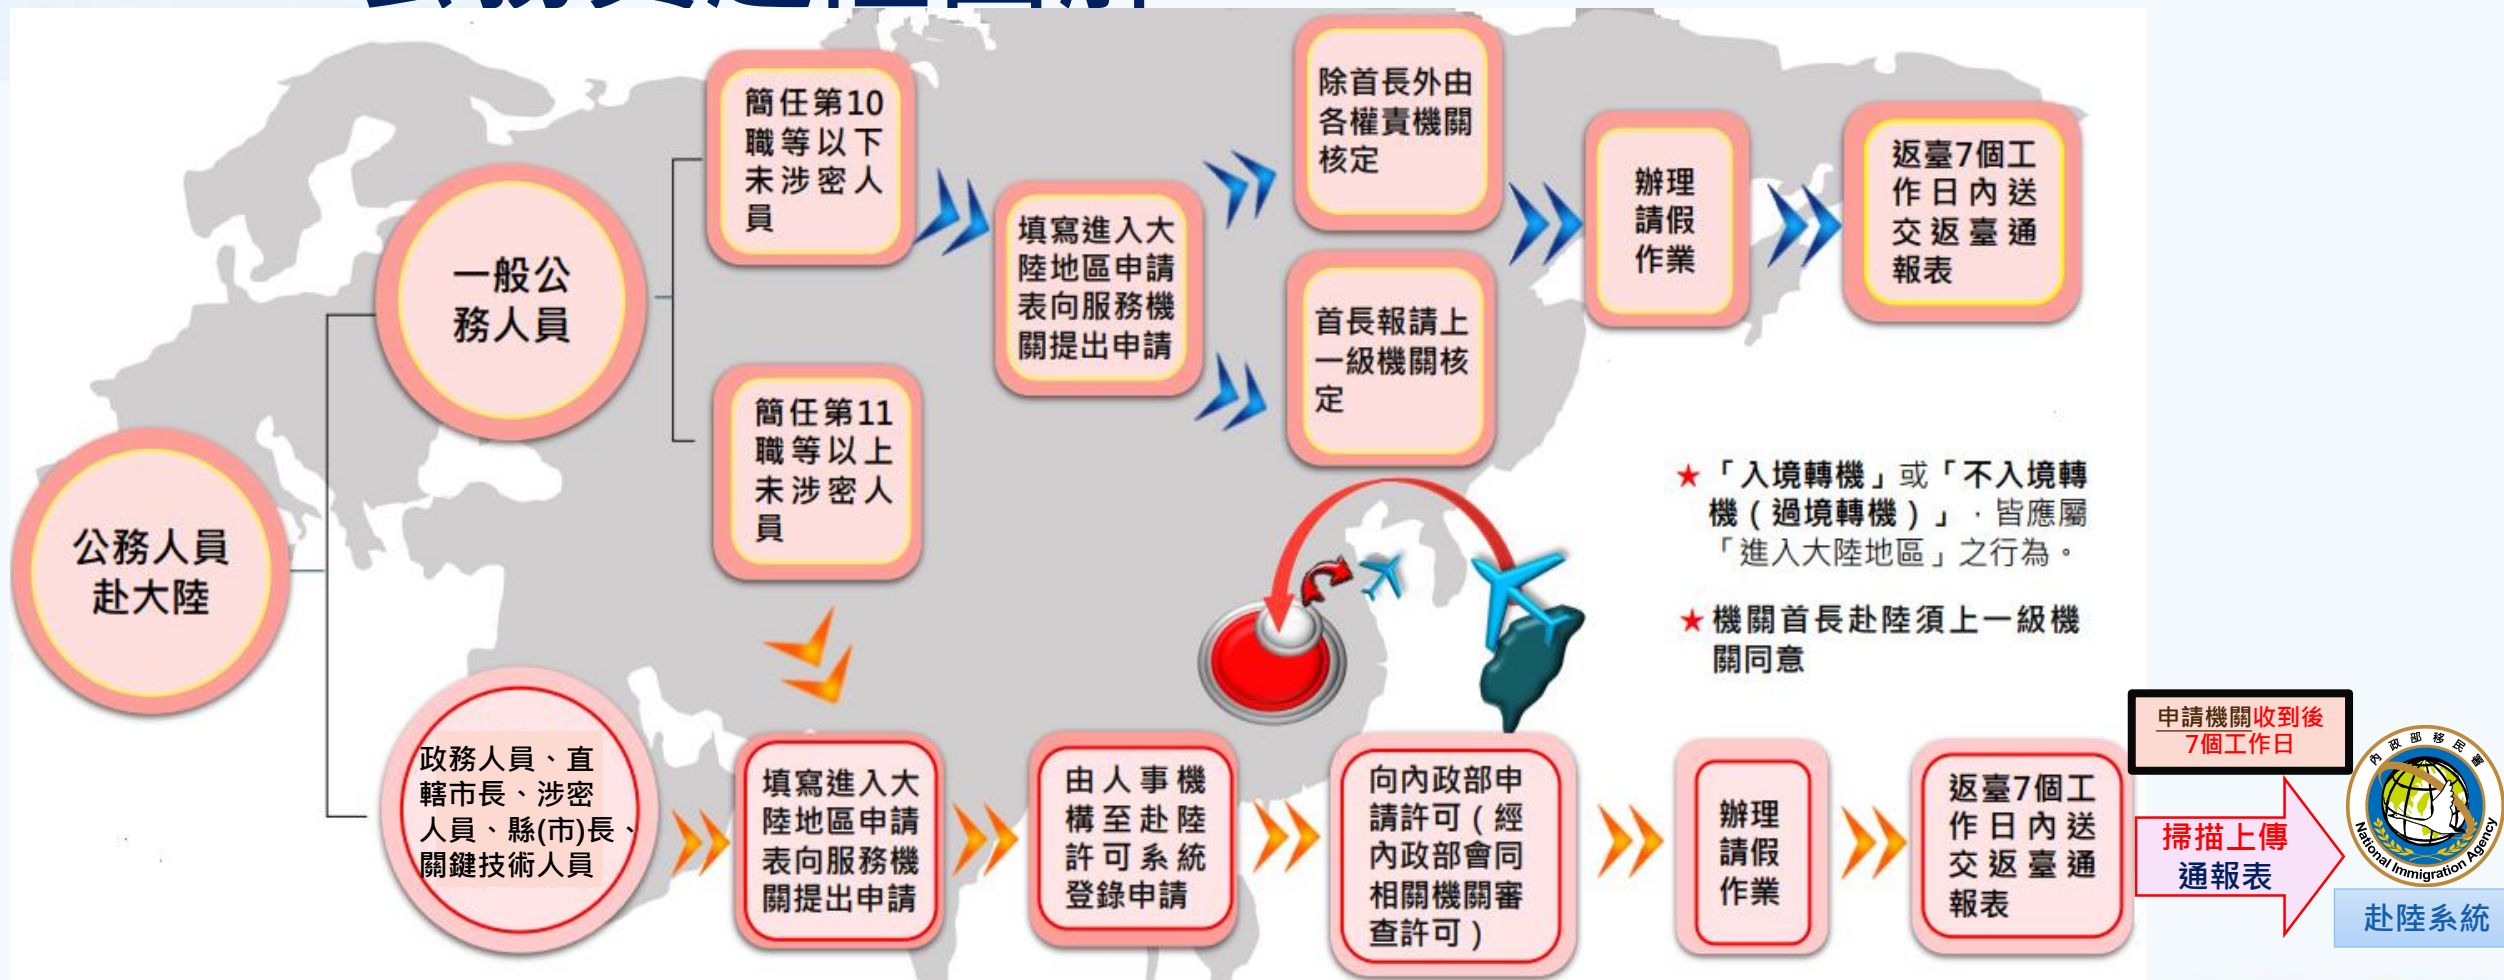 簡任第10
職等以下
未涉密人
員
除首長外由
各權責機關
核定
返臺7個工
作日內送
交返臺通
報表
辦理
請假
作業
一般公
務人員
填寫進入大
陸地區申請
表向服務機
關提出申請
首長報請上
一級機關核
定
簡任第11
職等以上
未涉密人
員
★「入境轉機」或「不入境轉
機(過境轉機)」,皆應屬
「進入大陸地區」之行為。
★機關首長赴陸須上一級機
關同意
公務人員
赴大陸
政務人員、直
轄市長、涉密
人員、縣(市)長、
關鍵技術人員
填寫進入大
陸地區申請
表向服務機
關提出申請
由人事機
構至赴陸
許可系統
登錄申請
向內政部申
請許可(經
內政部會同
相關機關審
查許可)
辦理
請假
作業
返臺7個工
作日內送
交返臺通
報表
申請機關收到後
7個工作日
掃描上傳
通報表
內政部移民署
National Immigration Agency
赴陸系統